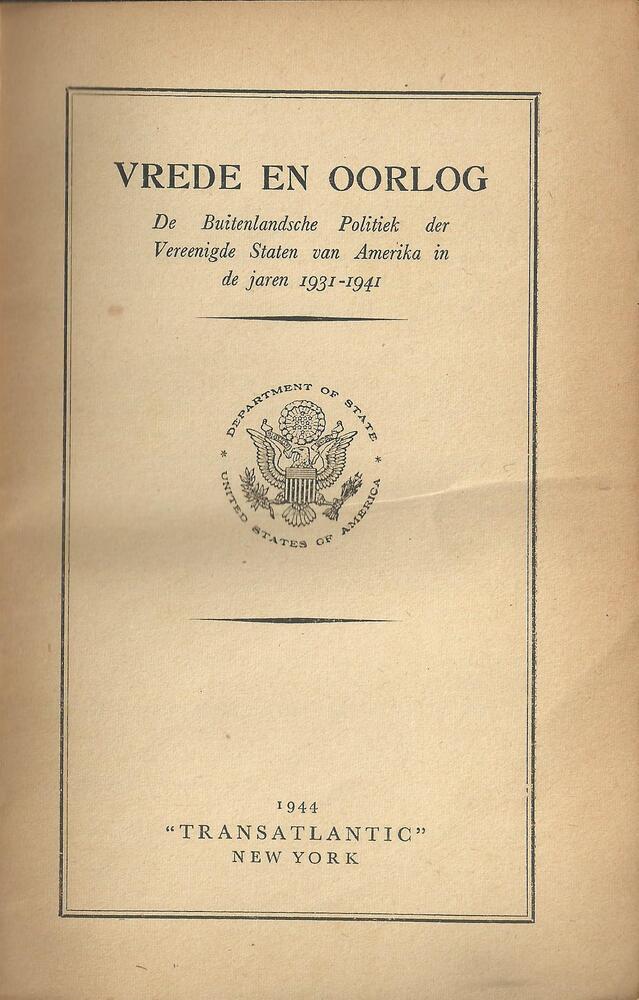 VREDE EN OORLOG
De Buitenlandsche Politiek der
Vereenigde Staten van Amerika in
de jaren 1931-1941
DEPARTMENT OF STATE
* UNITED STATES OF AMERICA *
1944
“TRANSATLANTIC”
NEW YORK